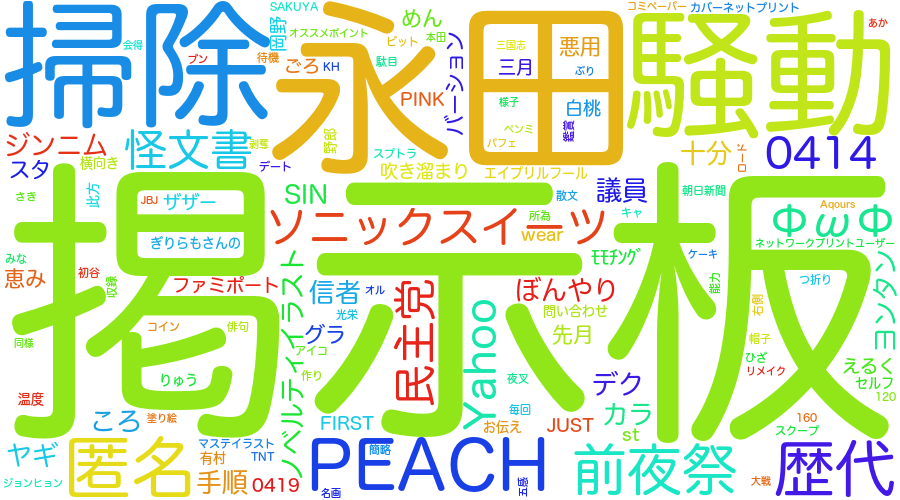 掃除
永田
騒動
掲示板
SAKUYA
岡野
オススメポイント
めん
ビット
本田
バージョン
コミペーパー
カバーネットプリント
あか
三国志
悪用
三月
ぶり
会得
プン
待機
ごろ
KH
駄目
PINK
様子
ペンミ
パフェ
鑑賞
白桃
ジンニム
怪文書
スタ
横向き
剥写
デート
野郎
スプトラ
吹き溜まり
エイプリルフール
十分
ロード
0414
さき
此方
JBJ
ザザー
SIN
散文
議員
朝日新聞
キャ
Aqours
ΦωΦ
ソニックスイーツ
所為
wear
ぎりらもさんの
ネットワークプリントユーザー
みな
恵み
初谷
収録
ファミポート
ノベルティイラスト
信者
オル
光栄
民主党
ぼんやり
ﾓﾓﾁﾝｸﾞ
ケーキ
能力
つ折り
ヨンタン
コイン
俳句
グラ
アイコ
Yahoo
問い合わせ
先月
右側
帽子
同様
りゅう
作り
夜叉
デク
ひざ
リメイク
えるく
セルフ
120
温度
ころ
塗り絵
FIRST
毎回
お伝え
JUST
カラ
st
160
スクープ
ヤギ
匿名
マステイラスト
有村
TNT
手順
0419
PEACH
簡略
名画
五感
前夜祭
大戦
歴代
ジョンヒョン